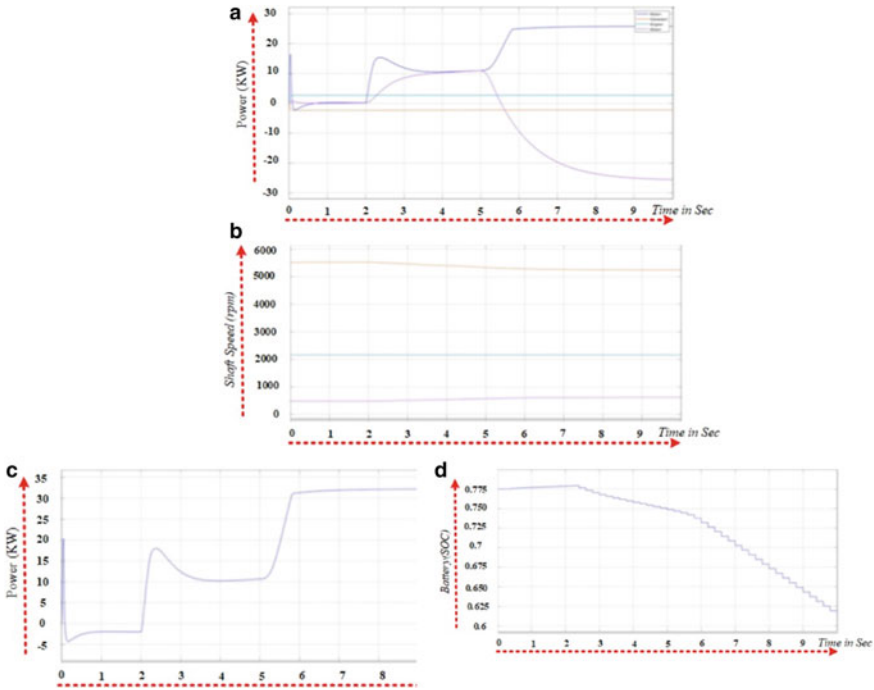 a
Power (KW)
30
20
10
0
-10
-20
-30
0 1 2 3 4 5 6 7 8 9 Time in Sec
b
Shaft Speed (rpm)
6000
5000
4000
3000
2000
1000
0
0 1 2 3 4 5 6 7 8 9 Time in Sec
c
Power (KW)
35
30
25
20
15
10
5
0
-5
0 1 2 3 4 5 6 7 8
d
Battery(SOC)
0.775
0.750
0.725
0.7
0.675
0.650
0.625
0.6
0 1 2 3 4 5 6 7 8 9 Time in Sec